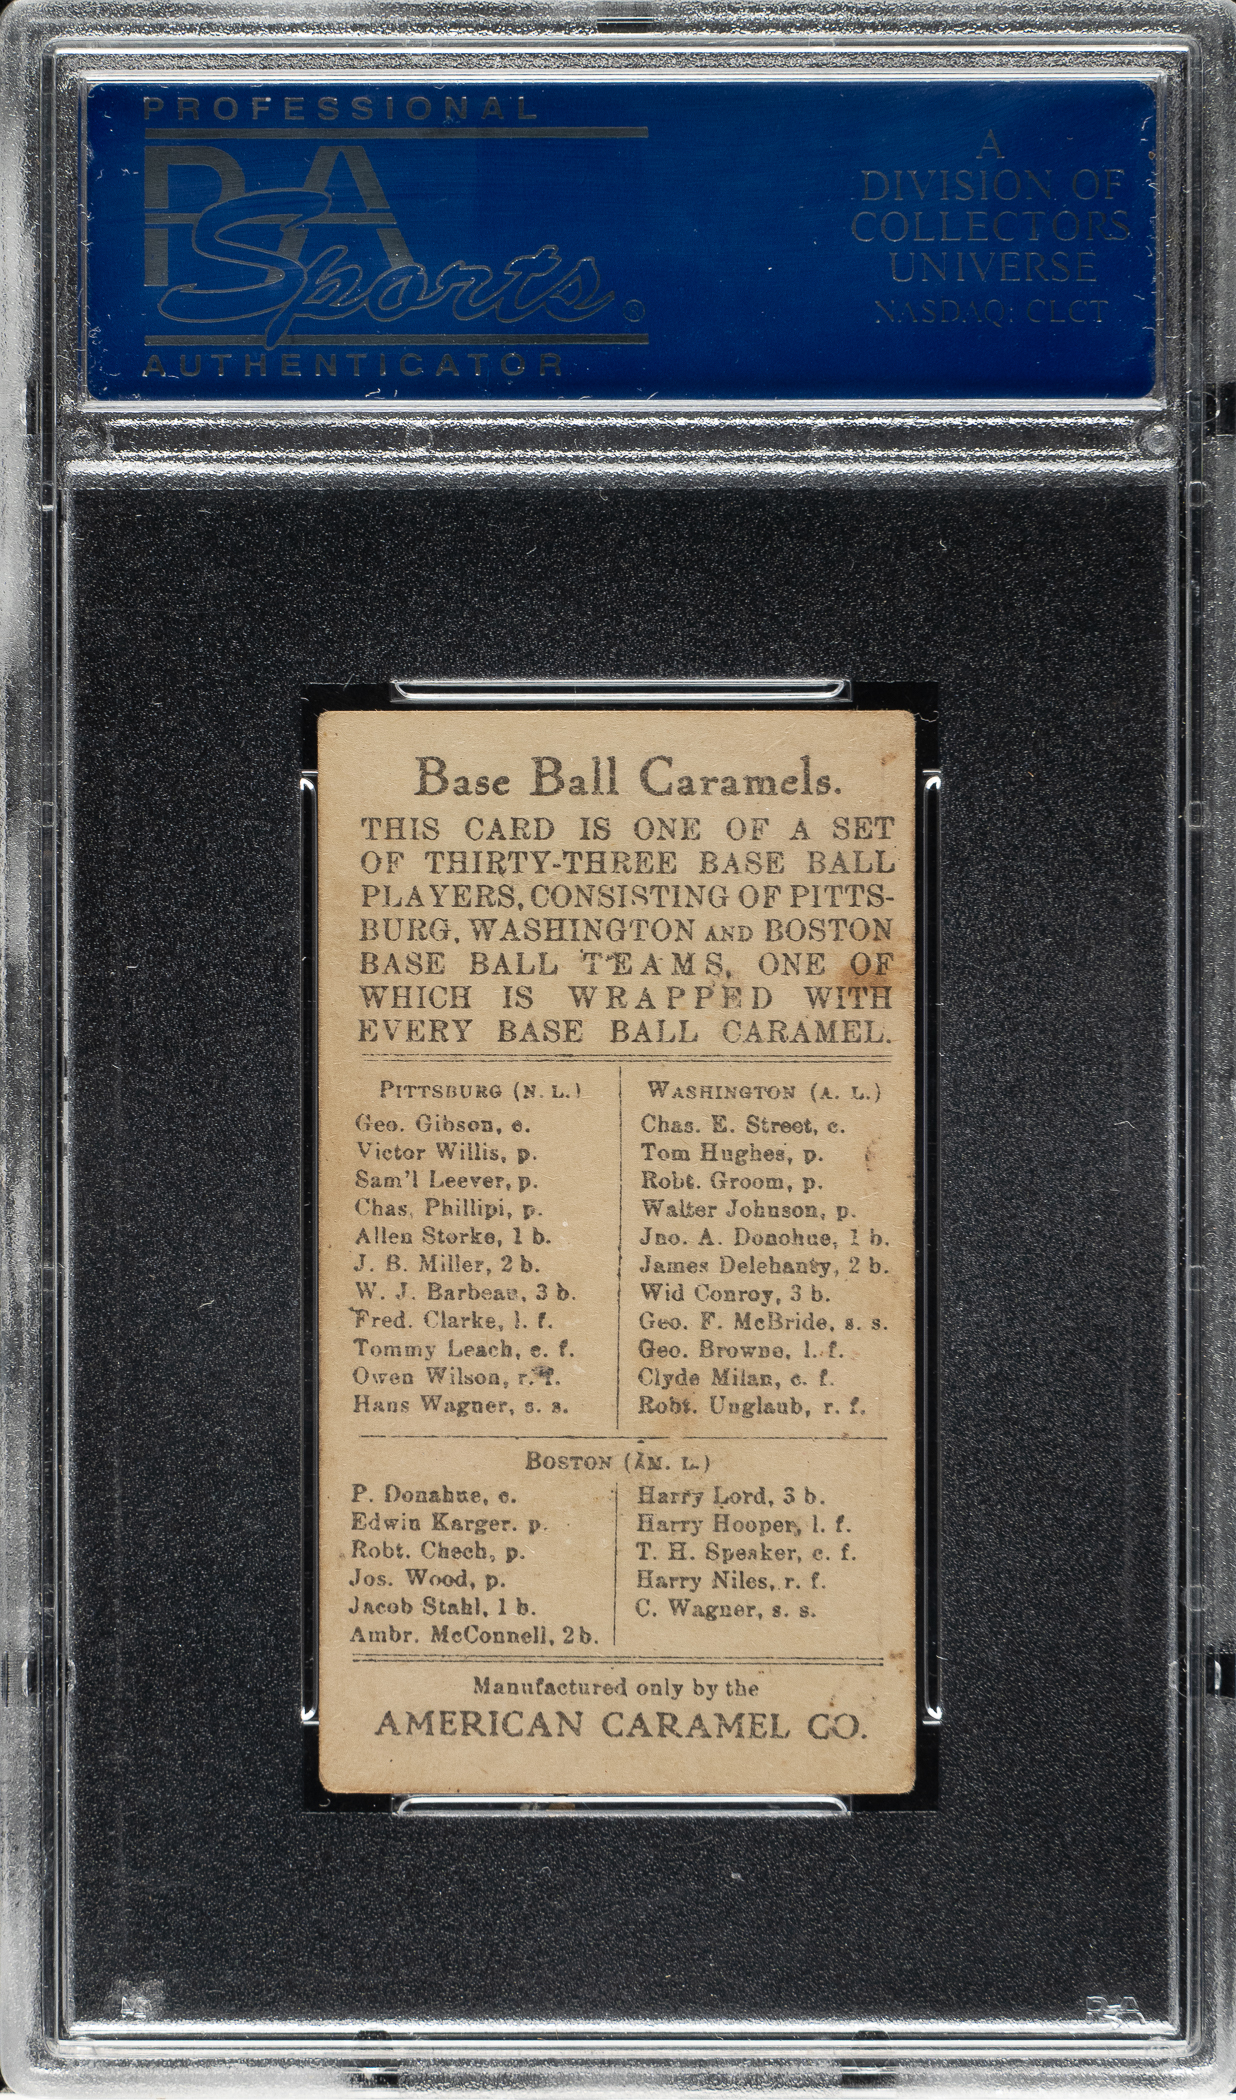 PROFESSIONAL
PSA
Sports®
AUTHENTICATOR
A
DIVISION OF
COLLECTORS
UNIVERSE
NASDAQ: CLCT
Base Ball Caramels.
THIS CARD IS ONE OF A SET
OF THIRTY-THREE BASE BALL
PLAYERS, CONSISTING OF PITTS-
BURG, WASHINGTON AND BOSTON
BASE BALL TEAMS, ONE OF
WHICH IS WRAPPED WITH
EVERY BASE BALL CARAMEL.
PITTSBURG (N. L.)
Geo. Gibson, c.
Victor Willis, p.
Sam'l Leever, p.
Chas. Phillipi, p.
Allen Storke, 1 b.
J. B. Miller, 2 b.
W. J. Barbeau, 3 b.
Fred. Clarke, l. f.
Tommy Leach, c. f.
Owen Wilson, r. f.
Hans Wagner, s. s.
WASHINGTON (A. L.)
Chas. E. Street, c.
Tom Hughes, p.
Robt. Groom, p.
Walter Johnson, p.
Jno. A. Donohue, 1 b.
James Delehanty, 2 b.
Wid Conroy, 3 b.
Geo. F. McBride, s. s.
Geo. Browne, l. f.
Clyde Milan, c. f.
Robt. Unglaub, r. f.
BOSTON (AM. L.)
P. Donahue, c.
Edwin Karger. p.
Robt. Chech, p.
Jos. Wood, p.
Jacob Stahl, 1 b.
Ambr. McConnell, 2 b.
Harry Lord, 3 b.
Harry Hooper, l. f.
T. H. Speaker, c. f.
Harry Niles, r. f.
C. Wagner, s. s.
Manufactured only by the
AMERICAN CARAMEL CO.
PSA